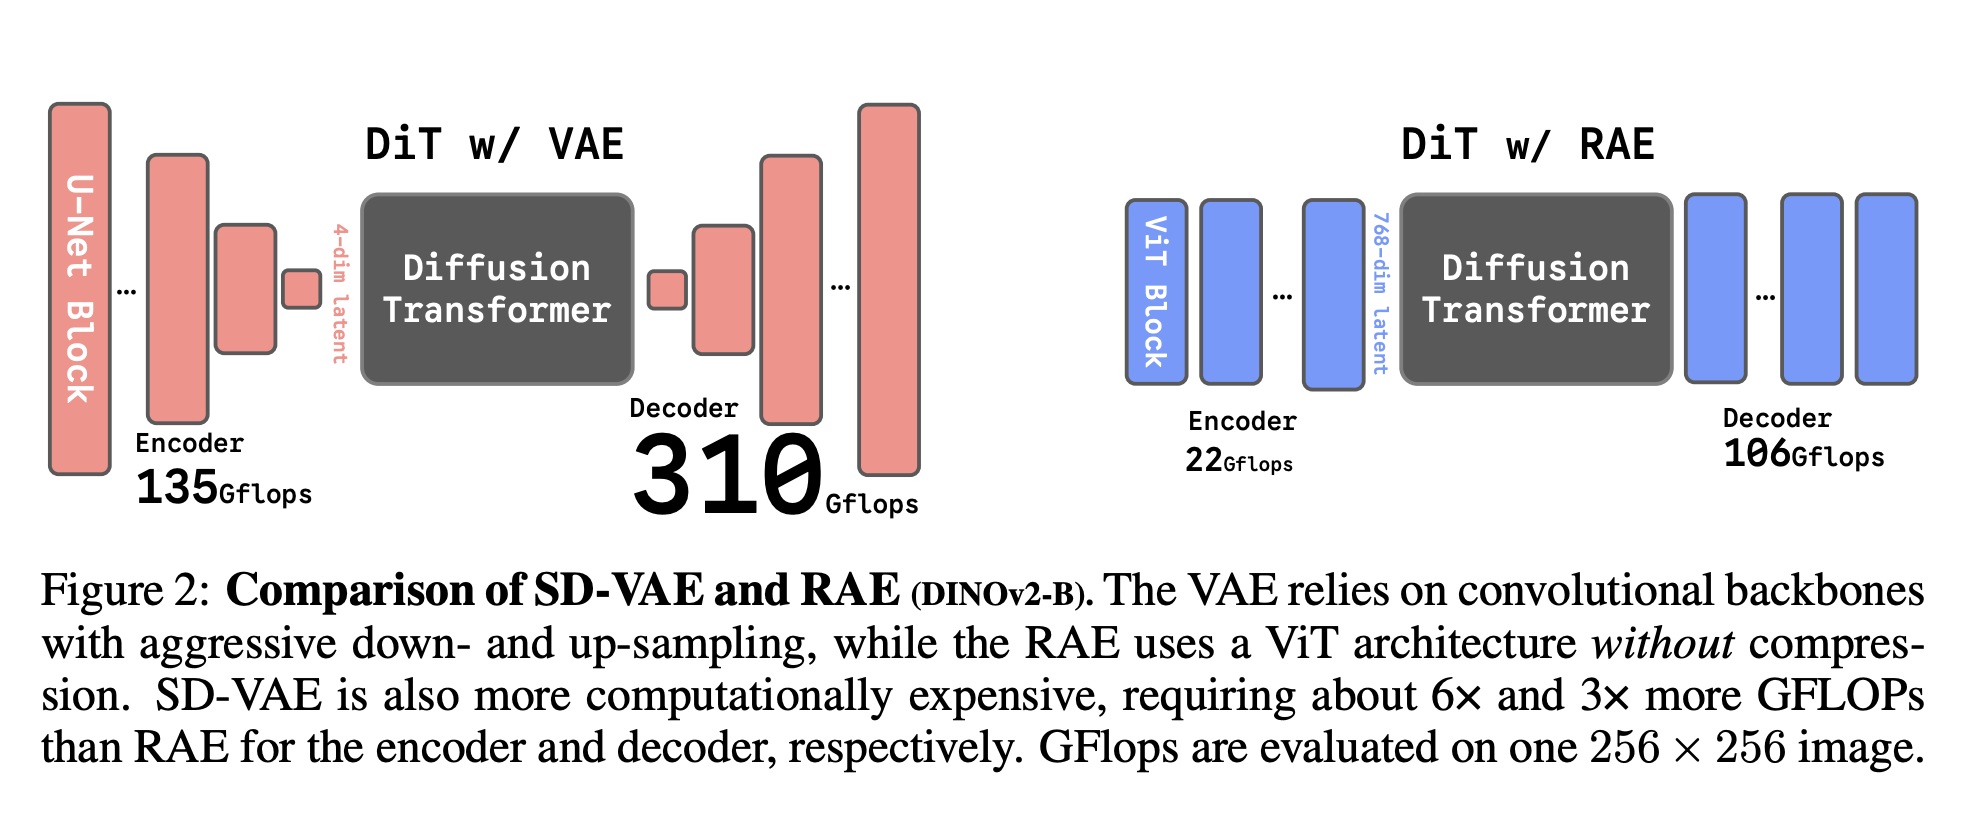 DiT w/ VAE
U-Net Block
...
4-dim latent
Diffusion
Transformer
...
Encoder
135Gflops
Decoder
310Gflops
DiT w/ RAE
ViT Block
...
768-dim latent
Diffusion
Transformer
...
Encoder
22Gflops
Decoder
106Gflops
Figure 2: Comparison of SD-VAE and RAE (DINOv2-B). The VAE relies on convolutional backbones
with aggressive down- and up-sampling, while the RAE uses a ViT architecture without compres-
sion. SD-VAE is also more computationally expensive, requiring about 6× and 3× more GFLOPs
than RAE for the encoder and decoder, respectively. GFlops are evaluated on one 256 × 256 image.